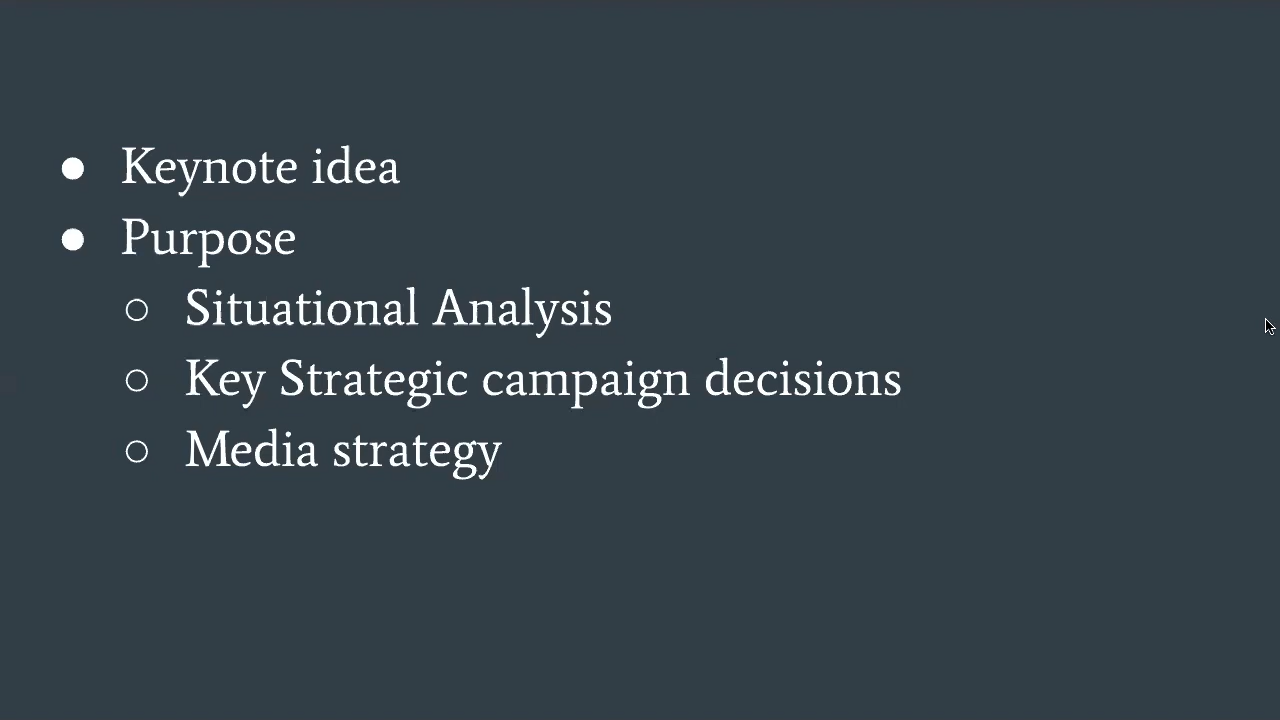 ● Keynote idea
● Purpose
○ Situational Analysis
○ Key Strategic campaign decisions
○ Media strategy